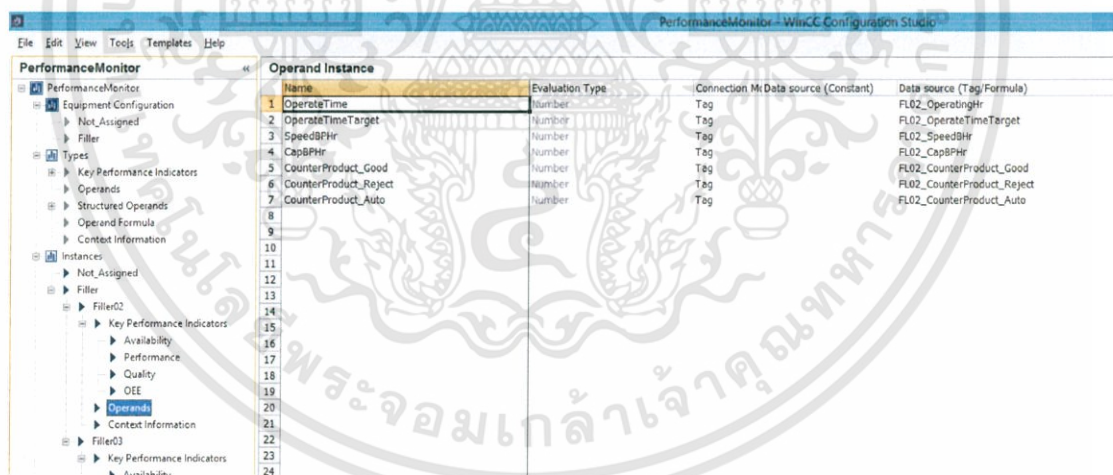 PerformanceMonitor - WinCC Configuration Studio
File Edit View Tools Templates Help
PerformanceMonitor «
PerformanceMonitor
Equipment Configuration
Not_Assigned
Filler
Types
Key Performance Indicators
Operands
Structured Operands
Operand Formula
Context Information
Instances
Not_Assigned
Filler
Filler02
Key Performance Indicators
Availability
Performance
Quality
OEE
Operands
Context Information
Filler03
Key Performance Indicators
Availability
Operand Instance
Name Evaluation Type Connection Mc Data source (Constant) Data source (Tag/Formula)
1 OperateTime Number Tag FL02_OperatingHr
2 OperateTimeTarget Number Tag FL02_OperateTimeTarget
3 SpeedBPHr Number Tag FL02_SpeedBHr
4 CapBPHr Number Tag FL02_CapBPHr
5 CounterProduct_Good Number Tag FL02_CounterProduct_Good
6 CounterProduct_Reject Number Tag FL02_CounterProduct_Reject
7 CounterProduct_Auto Number Tag FL02_CounterProduct_Auto
8
9
10
11
12
13
14
15
16
17
18
19
20
21
22
23
24